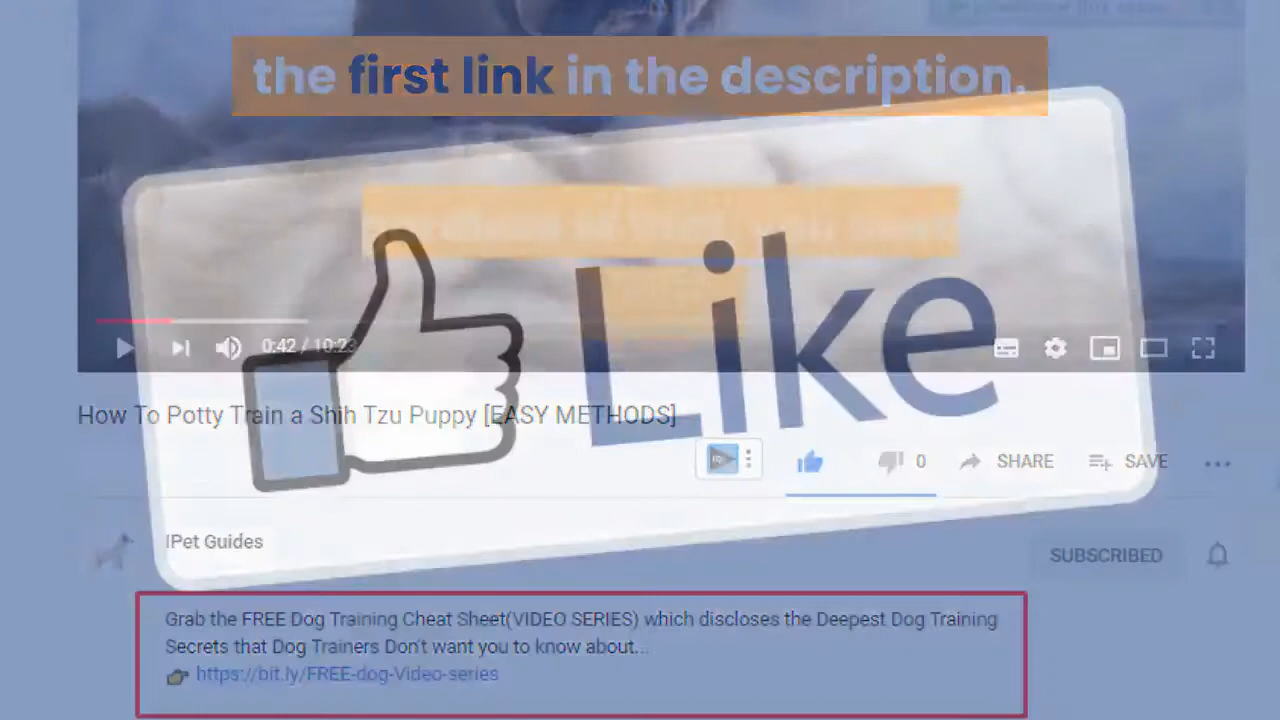 the first link in the description.
Like
0:42 / 10:23
How To Potty Train a Shih Tzu Puppy [EASY METHODS]
0 SHARE SAVE
IPet Guides
SUBSCRIBED
Grab the FREE Dog Training Cheat Sheet(VIDEO SERIES) which discloses the Deepest Dog Training
Secrets that Dog Trainers Don't want you to know about...
https://bit.ly/FREE-dog-Video-series